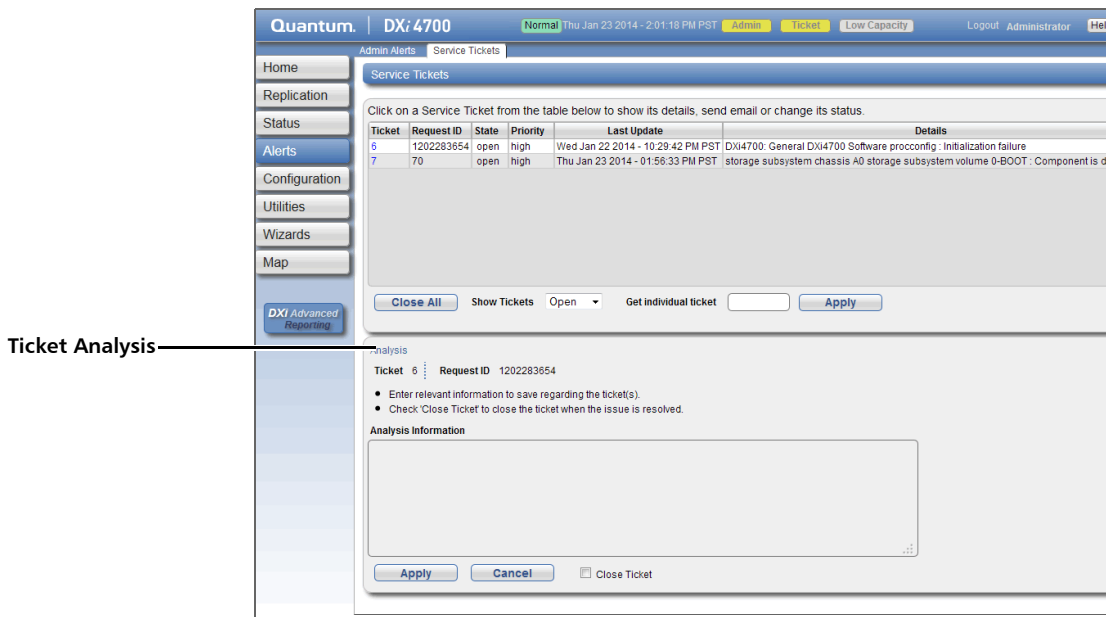 Quantum. DXi 4700 Normal Thu Jan 23 2014 - 2:01:18 PM PST Admin Ticket Low Capacity Logout Administrator
Admin Alerts Service Tickets
Home
Replication
Status
Alerts
Configuration
Utilities
Wizards
Map
DXi Advanced
Reporting
Service Tickets
Click on a Service Ticket from the table below to show its details, send email or change its status.
Ticket Request ID State Priority Last Update Details
6 1202283654 open high Wed Jan 22 2014 - 10:29:42 PM PST DXi4700: General DXi4700 Software procconfig : Initialization failure
7 70 open high Thu Jan 23 2014 - 01:56:33 PM PST storage subsystem chassis A0 storage subsystem volume 0-BOOT : Component is
Close All Show Tickets Open Get individual ticket Apply
Ticket Analysis
Analysis
Ticket 6 Request ID 1202283654
• Enter relevant information to save regarding the ticket(s).
• Check 'Close Ticket' to close the ticket when the issue is resolved.
Analysis Information
Apply Cancel Close Ticket